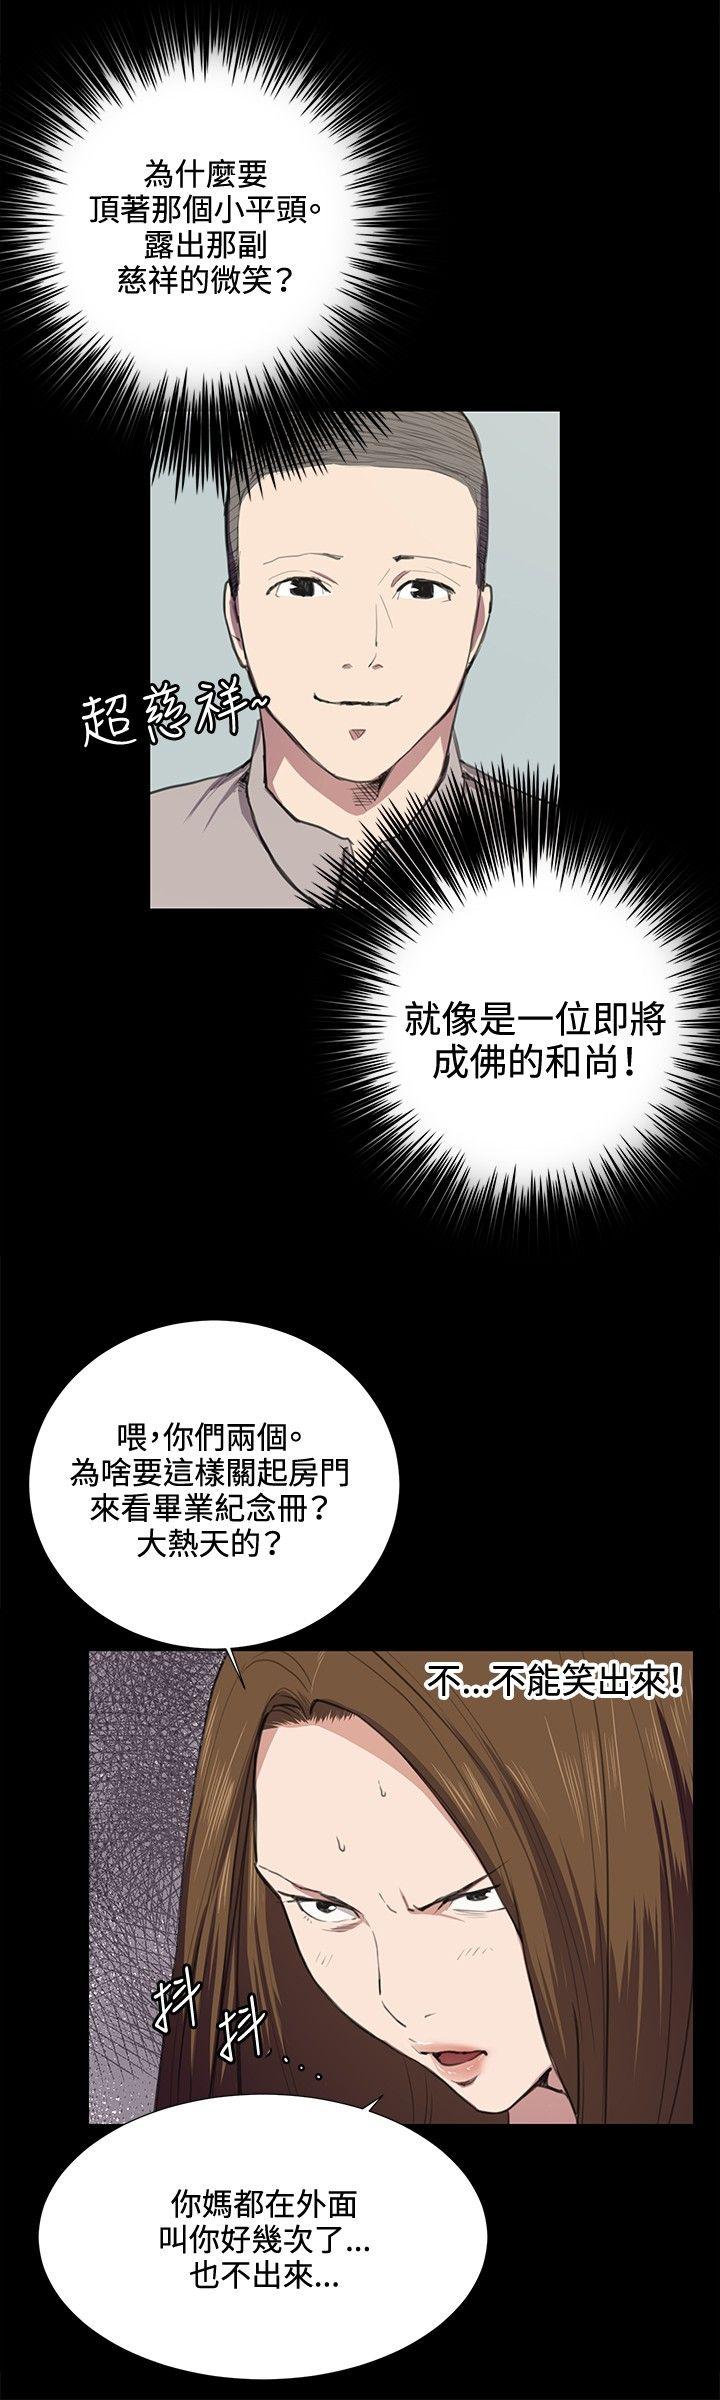 為什麼要
頂著那個小平頭。
露出那副
慈祥的微笑？
超慈祥~
就像是一位即將
成佛的和尚！
喂，你們兩個。
為啥要這樣關起房門
來看畢業紀念冊？
大熱天的？
不...不能笑出來！
抖
抖....
你媽都在外面
叫你好幾次了...
也不出來...